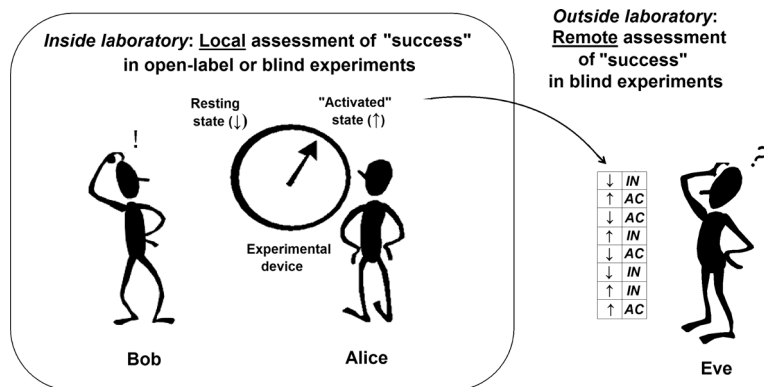 Inside laboratory: Local assessment of "success"
in open-label or blind experiments
Outside laboratory:
Remote assessment
of "success"
in blind experiments
Resting
state (↓)
"Activated"
state (↑)
!
?
Experimental
device
↓ IN
↑ AC
↓ AC
↑ IN
↓ AC
↓ IN
↑ IN
↑ AC
Bob
Alice
Eve